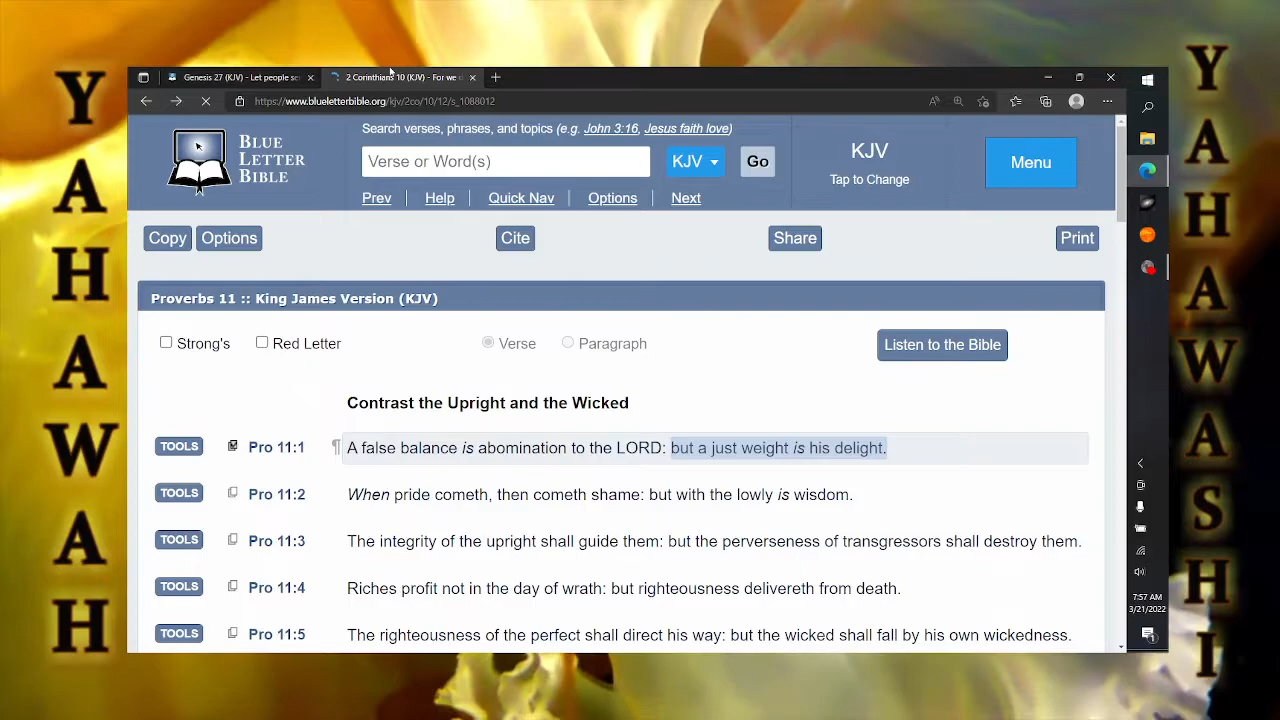 YAHAWAH
Genesis 27 (KJV) - Let people se
2 Corinthians 10 (KJV) - For we
https://www.blueletterbible.org/kjv/2co/10/12/s_1088012
BLUE
LETTER
BIBLE
Search verses, phrases, and topics (e.g. John 3:16, Jesus faith love)
Verse or Word(s)
KJV
Go
Prev
Help
Quick Nav
Options
Next
KJV
Tap to Change
Menu
Copy
Options
Cite
Share
Print
Proverbs 11 :: King James Version (KJV)
Strong's
Red Letter
Verse
Paragraph
Listen to the Bible
Contrast the Upright and the Wicked
TOOLS Pro 11:1 ¶ A false balance is abomination to the LORD: but a just weight is his delight.
TOOLS Pro 11:2 When pride cometh, then cometh shame: but with the lowly is wisdom.
TOOLS Pro 11:3 The integrity of the upright shall guide them: but the perverseness of transgressors shall destroy them.
TOOLS Pro 11:4 Riches profit not in the day of wrath: but righteousness delivereth from death.
TOOLS Pro 11:5 The righteousness of the perfect shall direct his way: but the wicked shall fall by his own wickedness.
7:57 AM
3/21/2022
1
YAHAWASHI